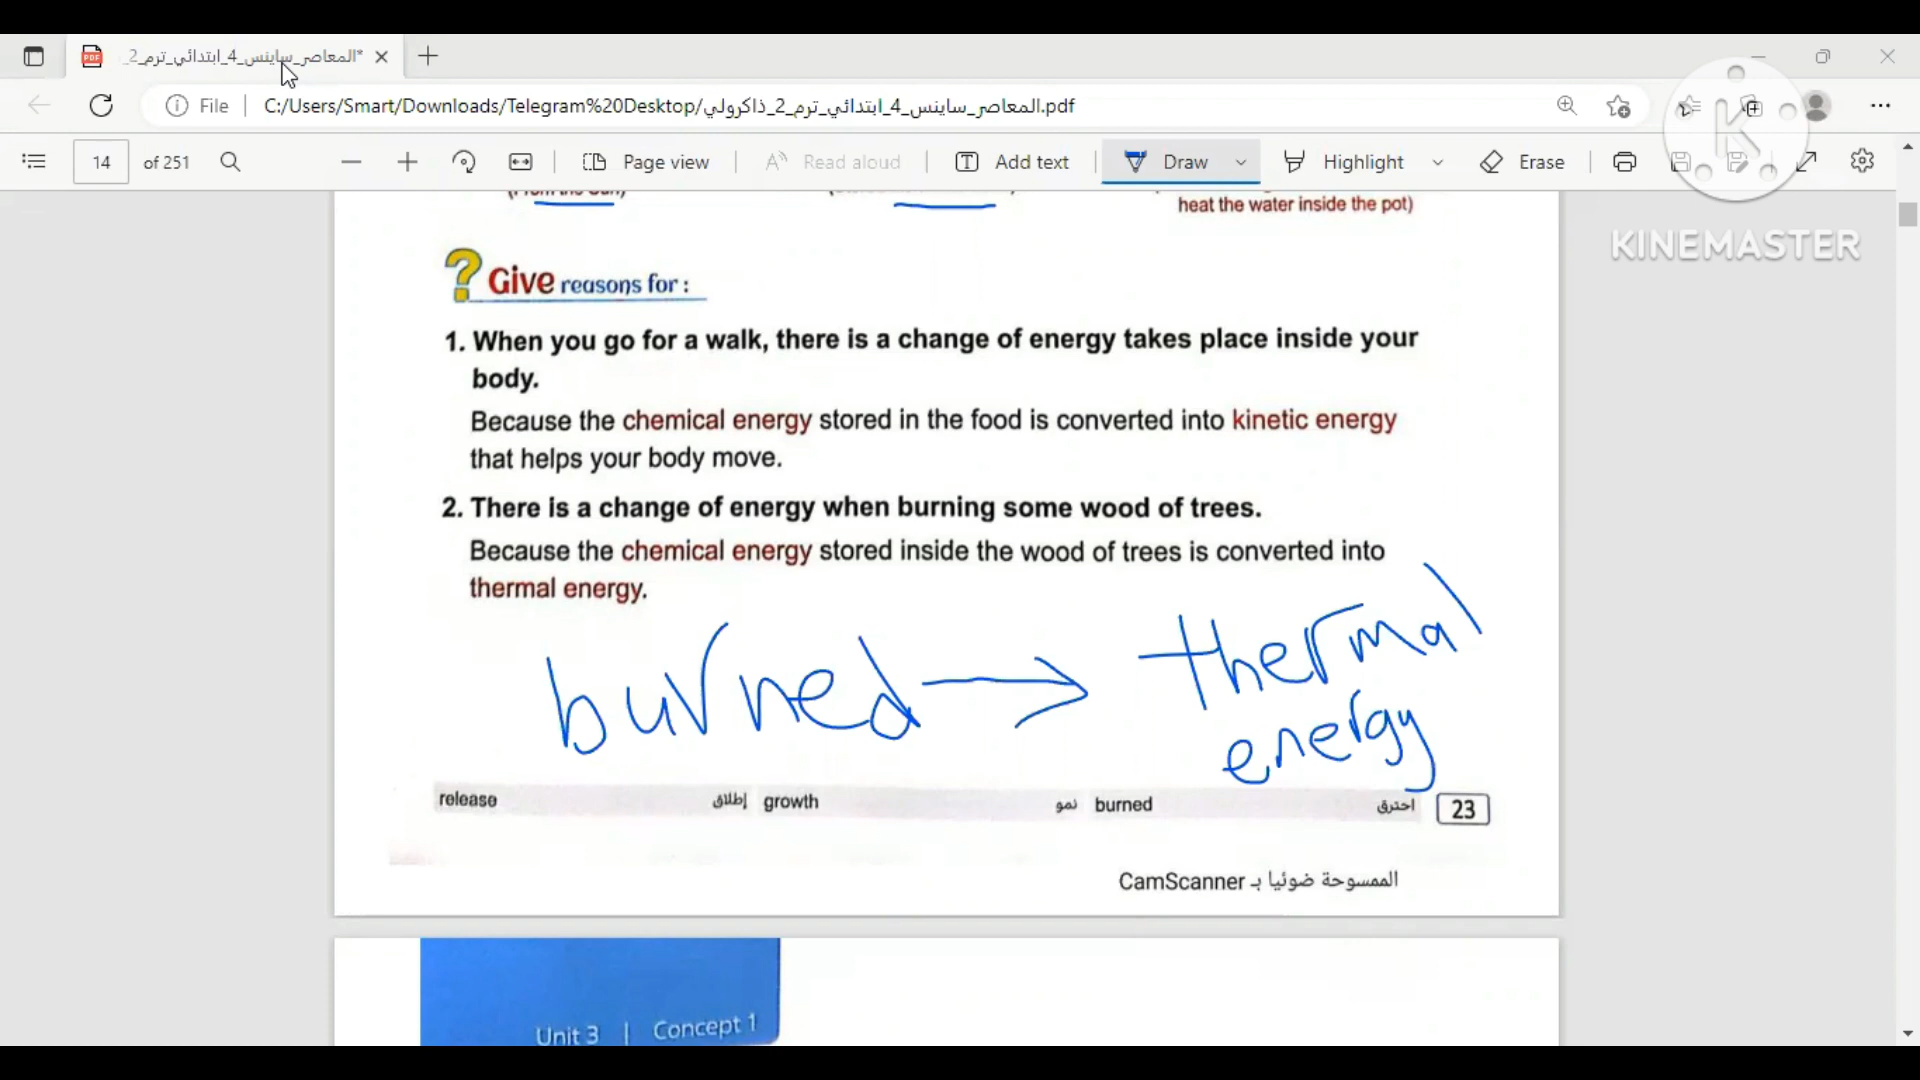 المعاصر_ساينس_4_ابتدائي_ترم_2_*
File
C:/Users/Smart/Downloads/Telegram%20Desktop/المعاصر_ساينس_4_ابتدائي_ترم_2_ذاكرولي.pdf
14 of 251 Page view Read aloud Add text Draw Highlight Erase
KINEMASTER
heat the water inside the pot)
? Give reasons for :
1. When you go for a walk, there is a change of energy takes place inside your
body.
Because the chemical energy stored in the food is converted into kinetic energy
that helps your body move.
2. There is a change of energy when burning some wood of trees.
Because the chemical energy stored inside the wood of trees is converted into
thermal energy.
burned → thermal
energy
release إطلاق growth نمو burned احترق 23
الممسوحة ضوئيا بـ CamScanner
Unit 3 | Concept 1